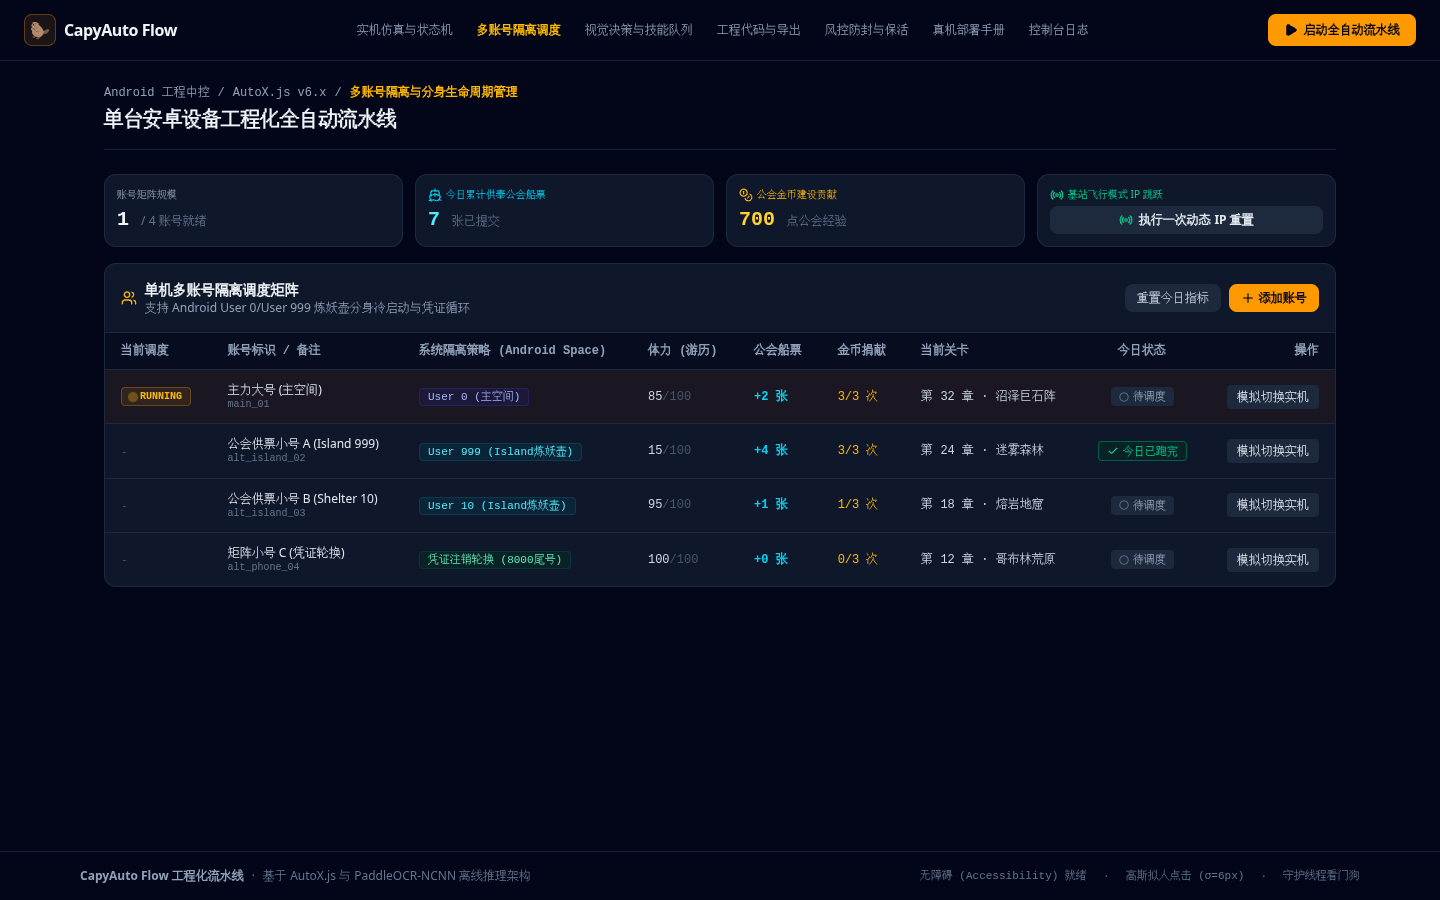 CapyAuto Flow
实机仿真与状态机
多账号隔离调度
视觉决策与技能队列
工程代码与导出
风控防封与保活
真机部署手册
控制台日志
启动全自动流水线
Android 工程中控 / AutoX.js v6.x / 多账号隔离与分身生命周期管理
单台安卓设备工程化全自动流水线
账号矩阵规模
1 / 4 账号就绪
今日累计供奉公会船票
7 张已提交
公会金币建设贡献
700 点公会经验
基站飞行模式 IP 跳跃
执行一次动态 IP 重置
单机多账号隔离调度矩阵
支持 Android User 0/User 999 炼妖壶分身冷启动与凭证循环
重置今日指标
添加账号
当前调度 账号标识 / 备注 系统隔离策略 (Android Space) 体力 (游历) 公会船票 金币捐献 当前关卡 今日状态 操作
RUNNING 主力大号 (主空间) User 0 (主空间) 85/100 +2 张 3/3 次 第 32 章 · 沼泽巨石阵 待调度 模拟切换实机
main_01
- 公会供票小号 A (Island 999) User 999 (Island炼妖壶) 15/100 +4 张 3/3 次 第 24 章 · 迷雾森林 今日已跑完 模拟切换实机
alt_island_02
- 公会供票小号 B (Shelter 10) User 10 (Island炼妖壶) 95/100 +1 张 1/3 次 第 18 章 · 熔岩地窟 待调度 模拟切换实机
alt_island_03
- 矩阵小号 C (凭证轮换) 凭证注销轮换 (8000尾号) 100/100 +0 张 0/3 次 第 12 章 · 哥布林荒原 待调度 模拟切换实机
alt_phone_04
CapyAuto Flow 工程化流水线 · 基于 AutoX.js 与 PaddleOCR-NCNN 离线推理架构
无障碍 (Accessibility) 就绪 · 高斯拟人点击 (σ=6px) · 守护线程看门狗